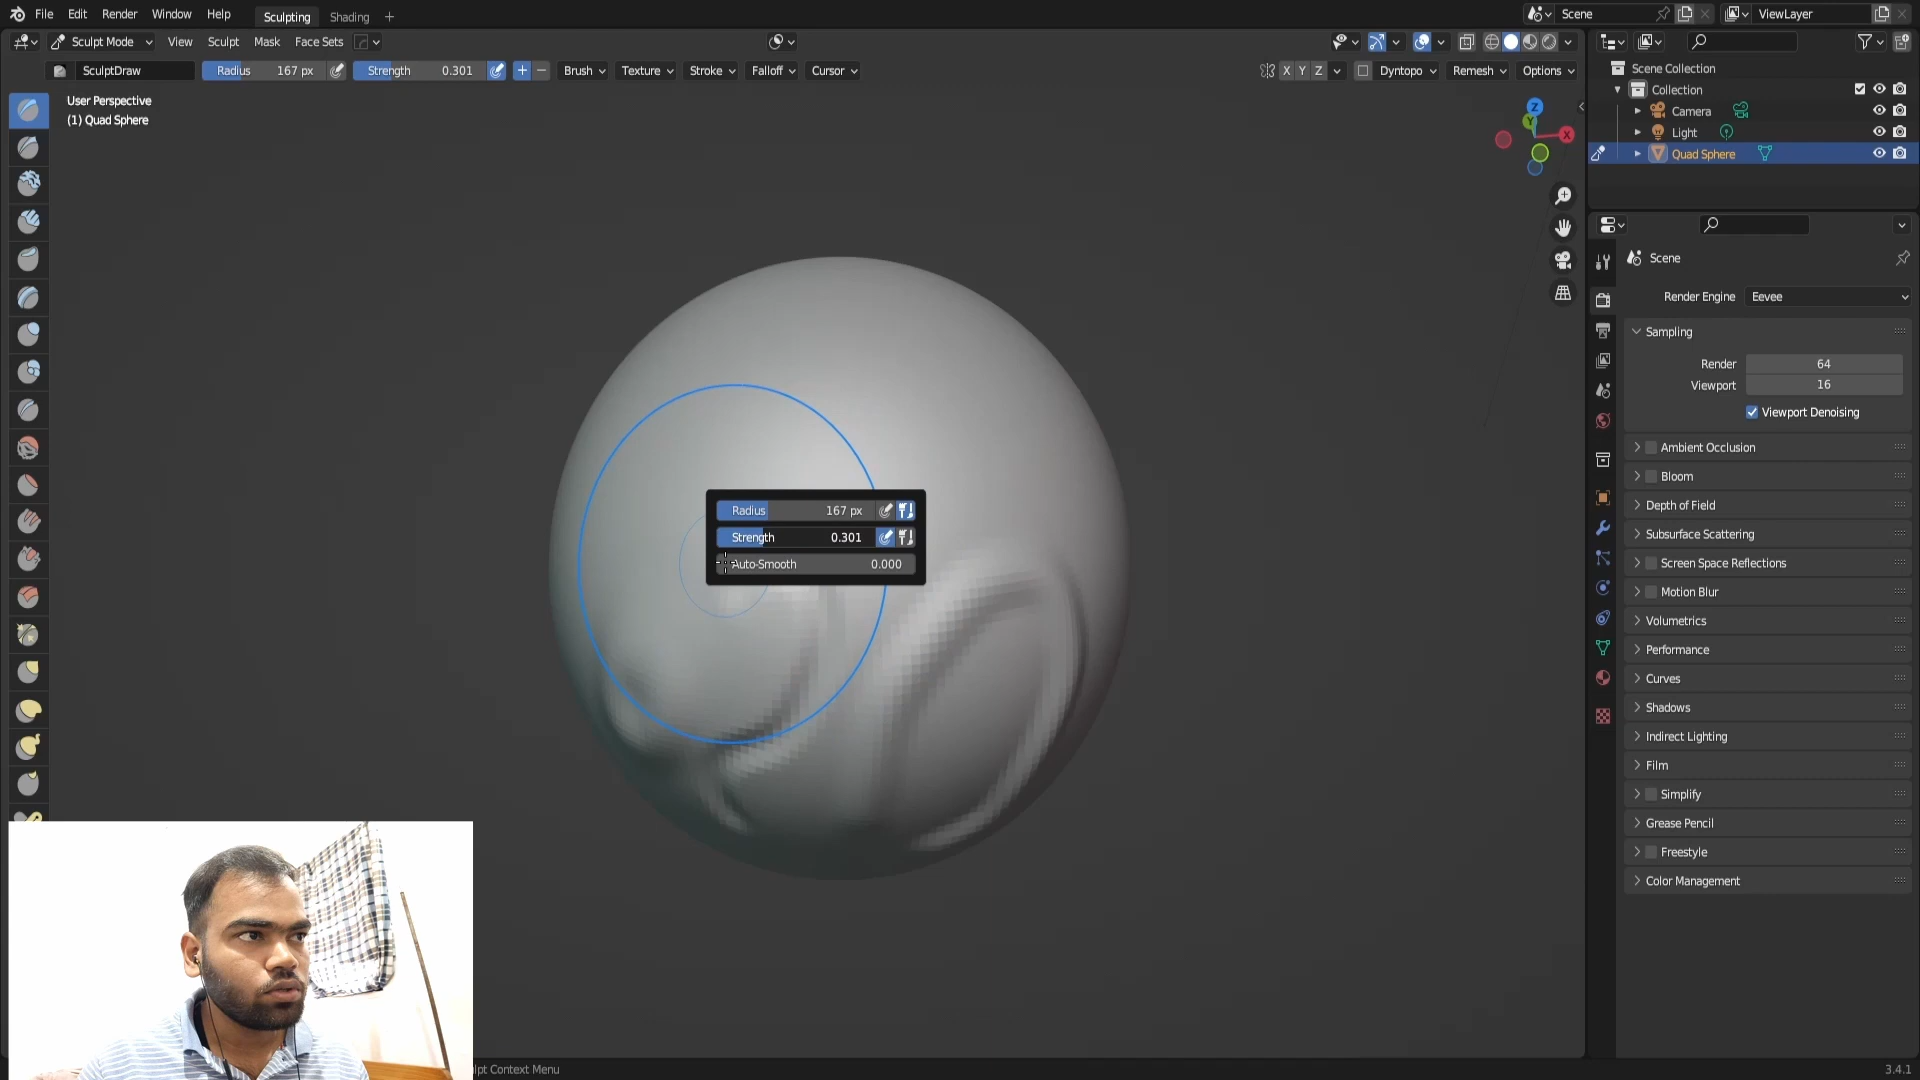 File Edit Render Window Help Sculpting Shading + Scene ViewLayer
Sculpt Mode View Sculpt Mask Face Sets
SculptDraw Radius 167 px Strength 0.301 + − Brush Texture Stroke Falloff Cursor X Y Z Dyntopo Remesh Options
User Perspective
(1) Quad Sphere
Z
Y
X
Radius 167 px
Strength 0.301
Auto-Smooth 0.000
Scene Collection
Collection
Camera
Light
Quad Sphere
Scene
Render Engine Eevee
Sampling
Render 64
Viewport 16
Viewport Denoising
Ambient Occlusion
Bloom
Depth of Field
Subsurface Scattering
Screen Space Reflections
Motion Blur
Volumetrics
Performance
Curves
Shadows
Indirect Lighting
Film
Simplify
Grease Pencil
Freestyle
Color Management
Context Menu
3.4.1